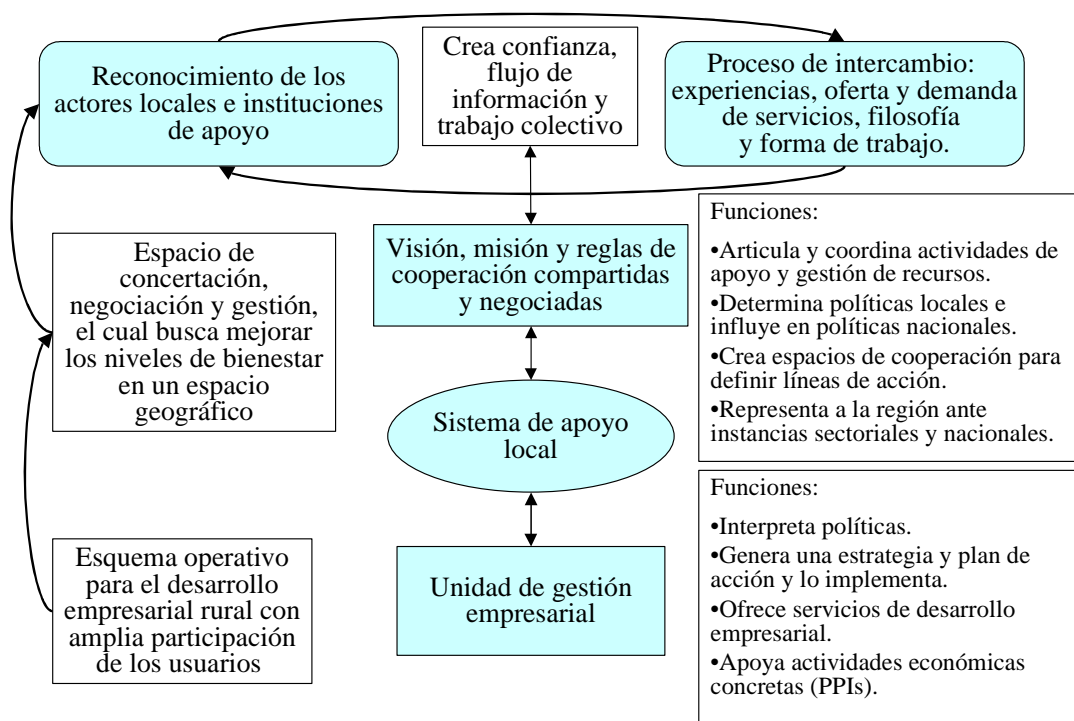 Reconocimiento de los
actores locales e instituciones
de apoyo
Crea confianza,
flujo de
información y
trabajo colectivo
Proceso de intercambio:
experiencias, oferta y demanda
de servicios, filosofía
y forma de trabajo.
Espacio de
concertación,
negociación y gestión,
el cual busca mejorar
los niveles de bienestar
en un espacio
geográfico
Visión, misión y reglas de
cooperación compartidas
y negociadas
Funciones:
•Articula y coordina actividades de
apoyo y gestión de recursos.
•Determina políticas locales e
influye en políticas nacionales.
•Crea espacios de cooperación para
definir líneas de acción.
•Representa a la región ante
instancias sectoriales y nacionales.
Sistema de apoyo
local
Esquema operativo
para el desarrollo
empresarial rural con
amplia participación
de los usuarios
Unidad de gestión
empresarial
Funciones:
•Interpreta políticas.
•Genera una estrategia y plan de
acción y lo implementa.
•Ofrece servicios de desarrollo
empresarial.
•Apoya actividades económicas
concretas (PPIs).